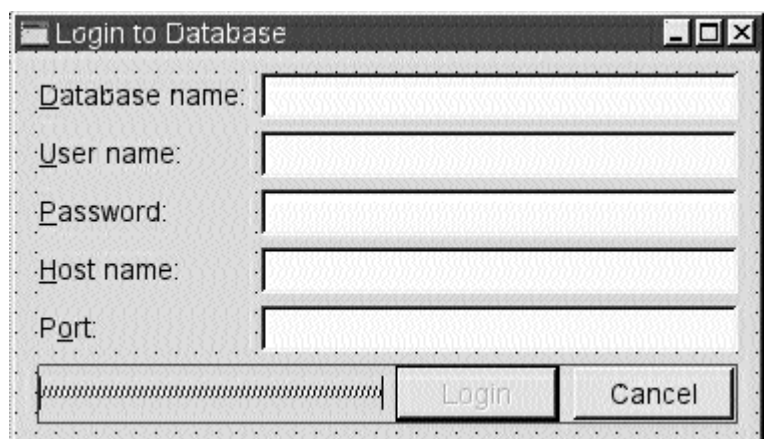 Login to Database
Database name:
User name:
Password:
Host name:
Port:
Login Cancel